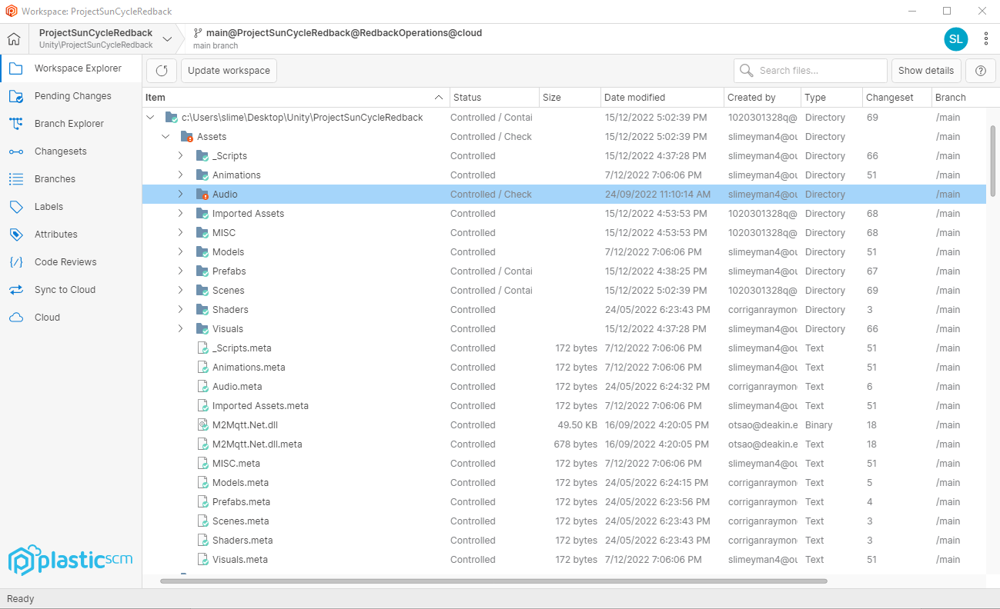 Workspace: ProjectSunCycleRedback
ProjectSunCycleRedback
Unity\ProjectSunCycleRedback
main@ProjectSunCycleRedback@RedbackOperations@cloud
main branch
SL
Workspace Explorer
Pending Changes
Branch Explorer
Changesets
Branches
Labels
Attributes
Code Reviews
Sync to Cloud
Cloud
plasticscm
Update workspace
Search files...
Show details
Item Status Size Date modified Created by Type Changeset Branch
c:\Users\slime\Desktop\Unity\ProjectSunCycleRedback Controlled / Contai 15/12/2022 5:02:39 PM 1020301328q@ Directory 69 /main
Assets Controlled / Check 15/12/2022 5:02:39 PM slimeyman4@ou Directory /main
_Scripts Controlled 15/12/2022 4:37:28 PM slimeyman4@ou Directory 66 /main
Animations Controlled 7/12/2022 7:06:06 PM slimeyman4@ou Directory 51 /main
Audio Controlled / Check 24/09/2022 11:10:14 AM slimeyman4@ou Directory /main
Imported Assets Controlled 15/12/2022 4:53:53 PM 1020301328q@ Directory 68 /main
MISC Controlled 15/12/2022 4:53:53 PM 1020301328q@ Directory 68 /main
Models Controlled 7/12/2022 7:06:06 PM slimeyman4@ou Directory 51 /main
Prefabs Controlled / Contai 15/12/2022 4:38:25 PM 1020301328q@ Directory 67 /main
Scenes Controlled / Contai 15/12/2022 5:02:39 PM 1020301328q@ Directory 69 /main
Shaders Controlled 24/05/2022 6:23:43 PM corriganraymon Directory 3 /main
Visuals Controlled 15/12/2022 4:37:28 PM slimeyman4@ou Directory 66 /main
_Scripts.meta Controlled 172 bytes 7/12/2022 7:06:06 PM slimeyman4@ou Text 51 /main
Animations.meta Controlled 172 bytes 7/12/2022 7:06:06 PM slimeyman4@ou Text 51 /main
Audio.meta Controlled 172 bytes 24/05/2022 6:24:32 PM corriganraymon Text 6 /main
Imported Assets.meta Controlled 172 bytes 7/12/2022 7:06:06 PM slimeyman4@ou Text 51 /main
M2Mqtt.Net.dll Controlled 49.50 KB 16/09/2022 4:20:05 PM otsao@deakin.e Binary 18 /main
M2Mqtt.Net.dll.meta Controlled 678 bytes 16/09/2022 4:20:05 PM otsao@deakin.e Text 18 /main
MISC.meta Controlled 172 bytes 7/12/2022 7:06:06 PM slimeyman4@ou Text 51 /main
Models.meta Controlled 172 bytes 24/05/2022 6:24:15 PM corriganraymon Text 5 /main
Prefabs.meta Controlled 172 bytes 24/05/2022 6:23:56 PM corriganraymon Text 4 /main
Scenes.meta Controlled 172 bytes 24/05/2022 6:23:43 PM corriganraymon Text 3 /main
Shaders.meta Controlled 172 bytes 24/05/2022 6:23:43 PM corriganraymon Text 3 /main
Visuals.meta Controlled 172 bytes 7/12/2022 7:06:06 PM slimeyman4@ou Text 51 /main
Ready